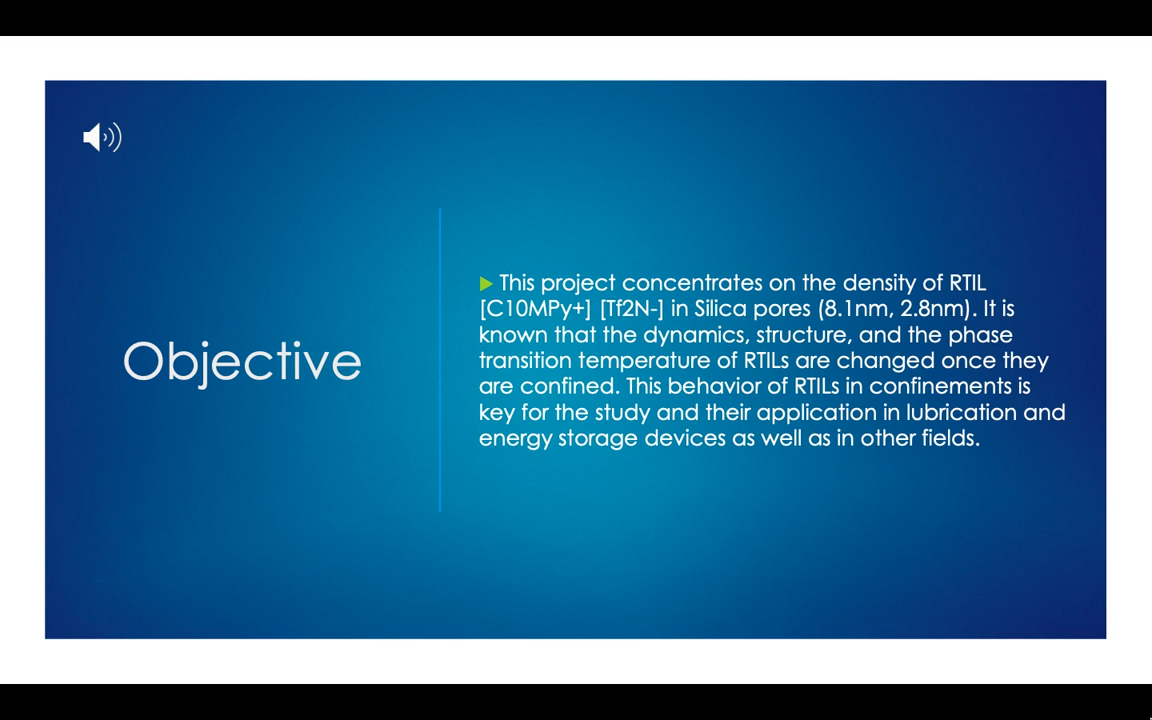 Objective
This project concentrates on the density of RTIL
[C10MPy+] [Tf2N-] in Silica pores (8.1nm, 2.8nm). It is
known that the dynamics, structure, and the phase
transition temperature of RTILs are changed once they
are confined. This behavior of RTILs in confinements is
key for the study and their application in lubrication and
energy storage devices as well as in other fields.